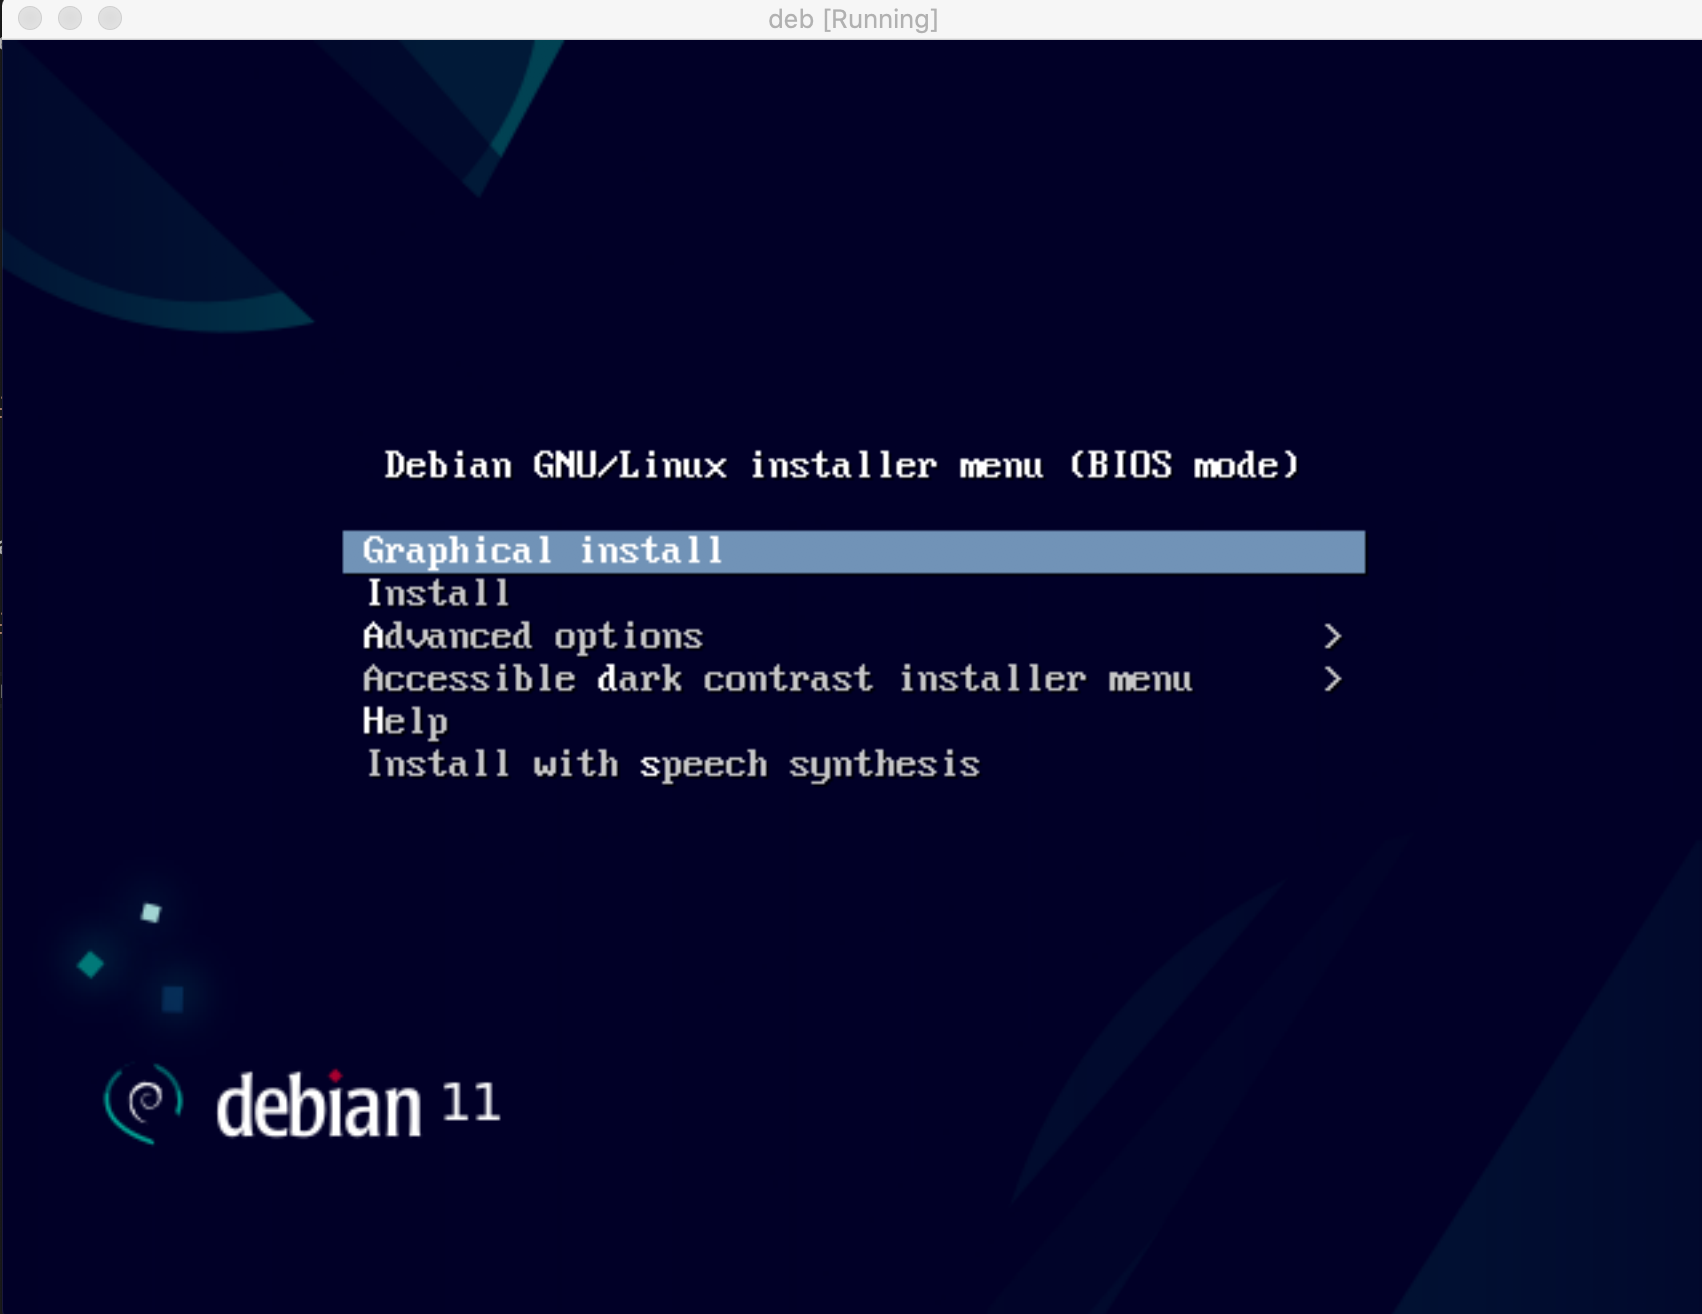 deb [Running]
Debian GNU/Linux installer menu (BIOS mode)
Graphical install
Install
Advanced options >
Accessible dark contrast installer menu >
Help
Install with speech synthesis
debian 11